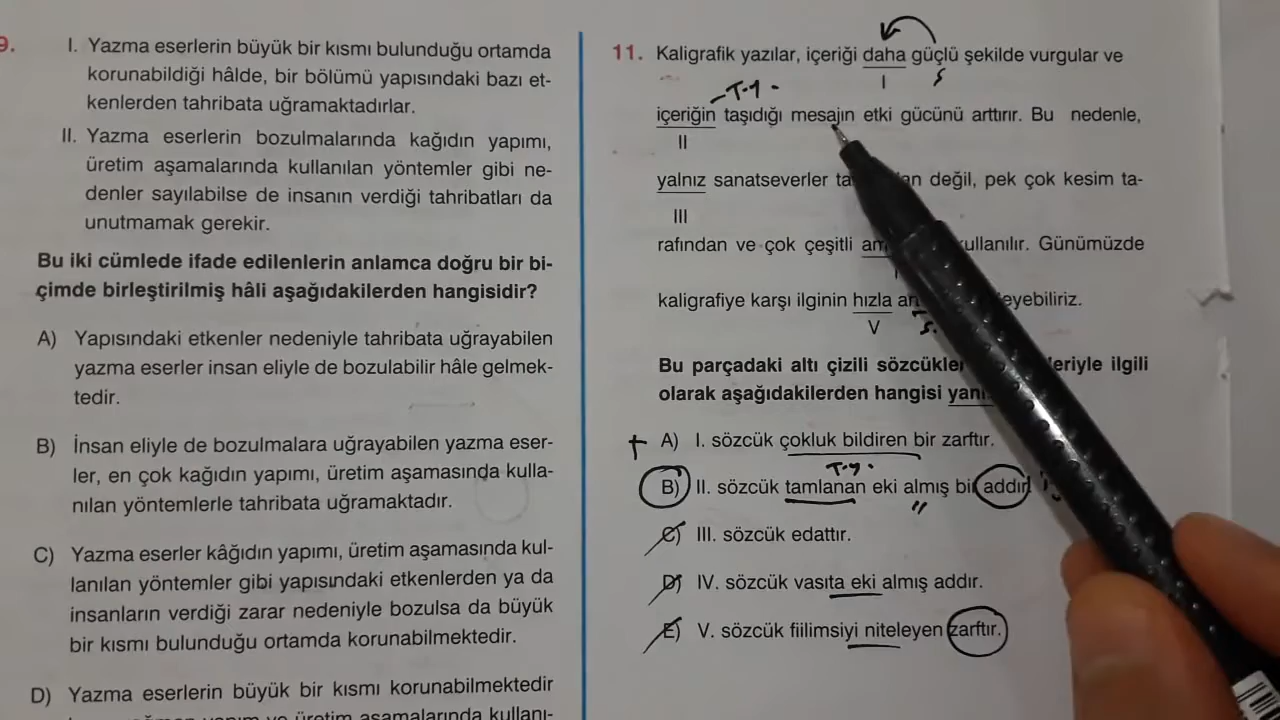 9.
I. Yazma eserlerin büyük bir kısmı bulunduğu ortamda
korunabildiği hâlde, bir bölümü yapısındaki bazı et-
kenlerden tahribata uğramaktadırlar.
II. Yazma eserlerin bozulmalarında kağıdın yapımı,
üretim aşamalarında kullanılan yöntemler gibi ne-
denler sayılabilse de insanın verdiği tahribatları da
unutmamak gerekir.
Bu iki cümlede ifade edilenlerin anlamca doğru bir bi-
çimde birleştirilmiş hâli aşağıdakilerden hangisidir?
A) Yapısındaki etkenler nedeniyle tahribata uğrayabilen
yazma eserler insan eliyle de bozulabilir hâle gelmek-
tedir.
B) İnsan eliyle de bozulmalara uğrayabilen yazma eser-
ler, en çok kağıdın yapımı, üretim aşamasında kulla-
nılan yöntemlerle tahribata uğramaktadır.
C) Yazma eserler kâğıdın yapımı, üretim aşamasında kul-
lanılan yöntemler gibi yapısındaki etkenlerden ya da
insanların verdiği zarar nedeniyle bozulsa da büyük
bir kısmı bulunduğu ortamda korunabilmektedir.
D) Yazma eserlerin büyük bir kısmı korunabilmektedir
üretim aşamalarında kullanı-
11. Kaligrafik yazılar, içeriği daha güçlü şekilde vurgular ve
I
T.y.
içeriğin taşıdığı mesajın etki gücünü arttırır. Bu nedenle,
II
yalnız sanatseverler değil, pek çok kesim ta-
III
rafından ve çok çeşitli kullanılır. Günümüzde
kaligrafiye karşı ilginin hızla
V
Bu parçadaki altı çizili ilgili
olarak aşağıdakilerden hangisi
+ A) I. sözcük çokluk bildiren bir zarftır.
T.y.
B) II. sözcük tamlanan eki almış bir addır.
C) III. sözcük edattır.
D) IV. sözcük vasıta eki almış addır.
E) V. sözcük fiilimsiyi niteleyen zarftır.